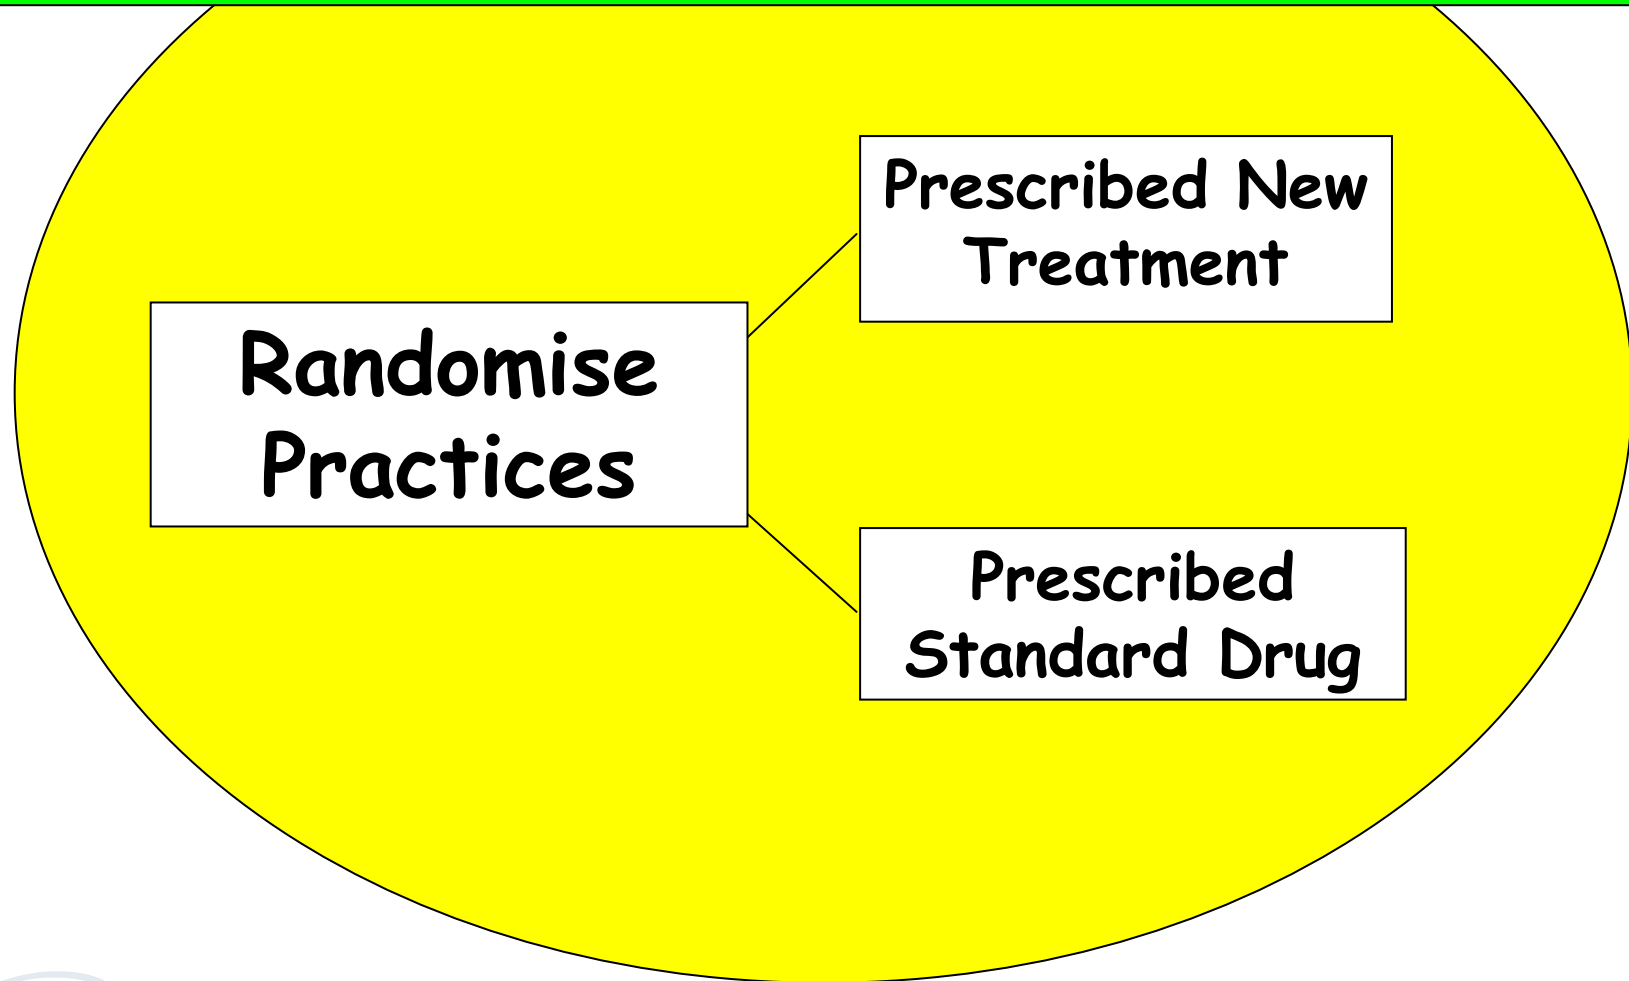 Prescribed New
Treatment
Randomise
Practices
Prescribed
Standard Drug